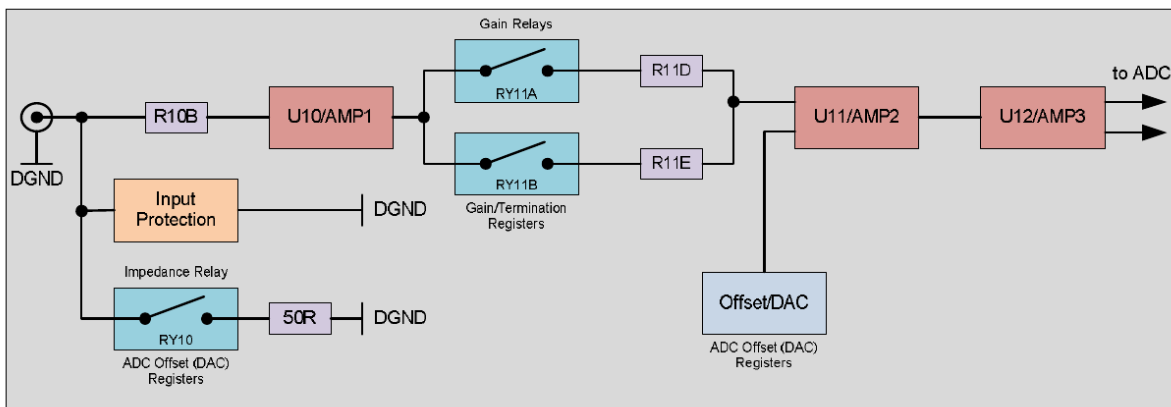 Gain Relays
to ADC
RY11A
R11D
R10B
U10/AMP1
U11/AMP2
U12/AMP3
DGND
RY11B
R11E
Gain/Termination
Registers
Input
Protection
DGND
Impedance Relay
RY10
50R
DGND
ADC Offset (DAC)
Registers
Offset/DAC
ADC Offset (DAC)
Registers